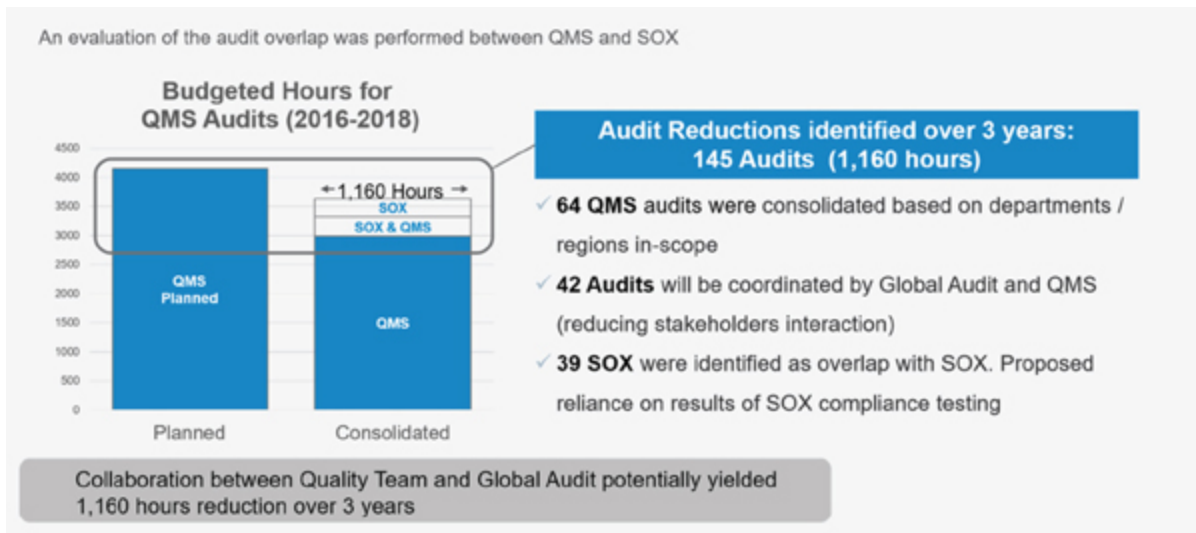 An evaluation of the audit overlap was performed between QMS and SOX
Budgeted Hours for
QMS Audits (2016-2018)
4500
4000
3500
3000
2500
2000
1500
1000
500
0
QMS
Planned
1,160 Hours
SOX
SOX & QMS
QMS
Planned
Consolidated
Audit Reductions identified over 3 years:
145 Audits (1,160 hours)
64 QMS audits were consolidated based on departments /
regions in-scope
42 Audits will be coordinated by Global Audit and QMS
(reducing stakeholders interaction)
39 SOX were identified as overlap with SOX. Proposed
reliance on results of SOX compliance testing
Collaboration between Quality Team and Global Audit potentially yielded
1,160 hours reduction over 3 years